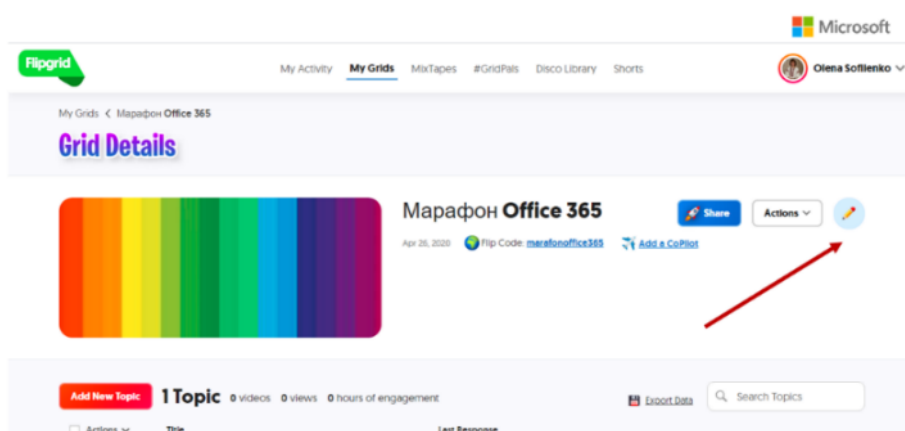 Microsoft
Flipgrid
My Activity My Grids MixTapes #GridPals Disco Library Shorts
Olena Sofilenko
My Grids Марафон Office 365
Grid Details
Марафон Office 365
Share
Actions
Apr 26, 2020 Flip Code: marafonoffice365 Add a CoPilot
Add New Topic 1 Topic 0 videos 0 views 0 hours of engagement
Export Data Search Topics
Actions Title Last Response